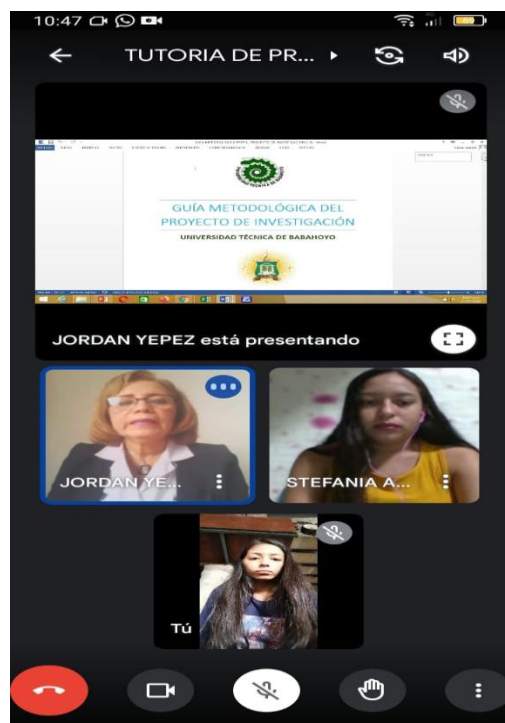 10:47
TUTORIA DE PR...
GUÍA METODOLÓGICA DEL
PROYECTO DE INVESTIGACIÓN
UNIVERSIDAD TÉCNICA DE BABAHOYO
JORDAN YEPEZ está presentando
JORDAN YE...
STEFANIA A...
Tú